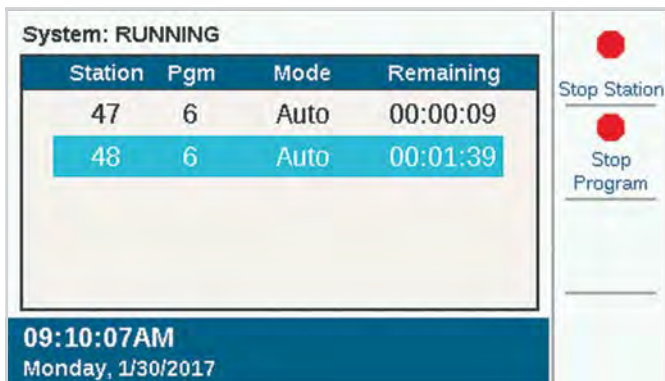 System: RUNNING
Station Pgm Mode Remaining
47 6 Auto 00:00:09
48 6 Auto 00:01:39
09:10:07AM
Monday, 1/30/2017
Stop Station
Stop
Program